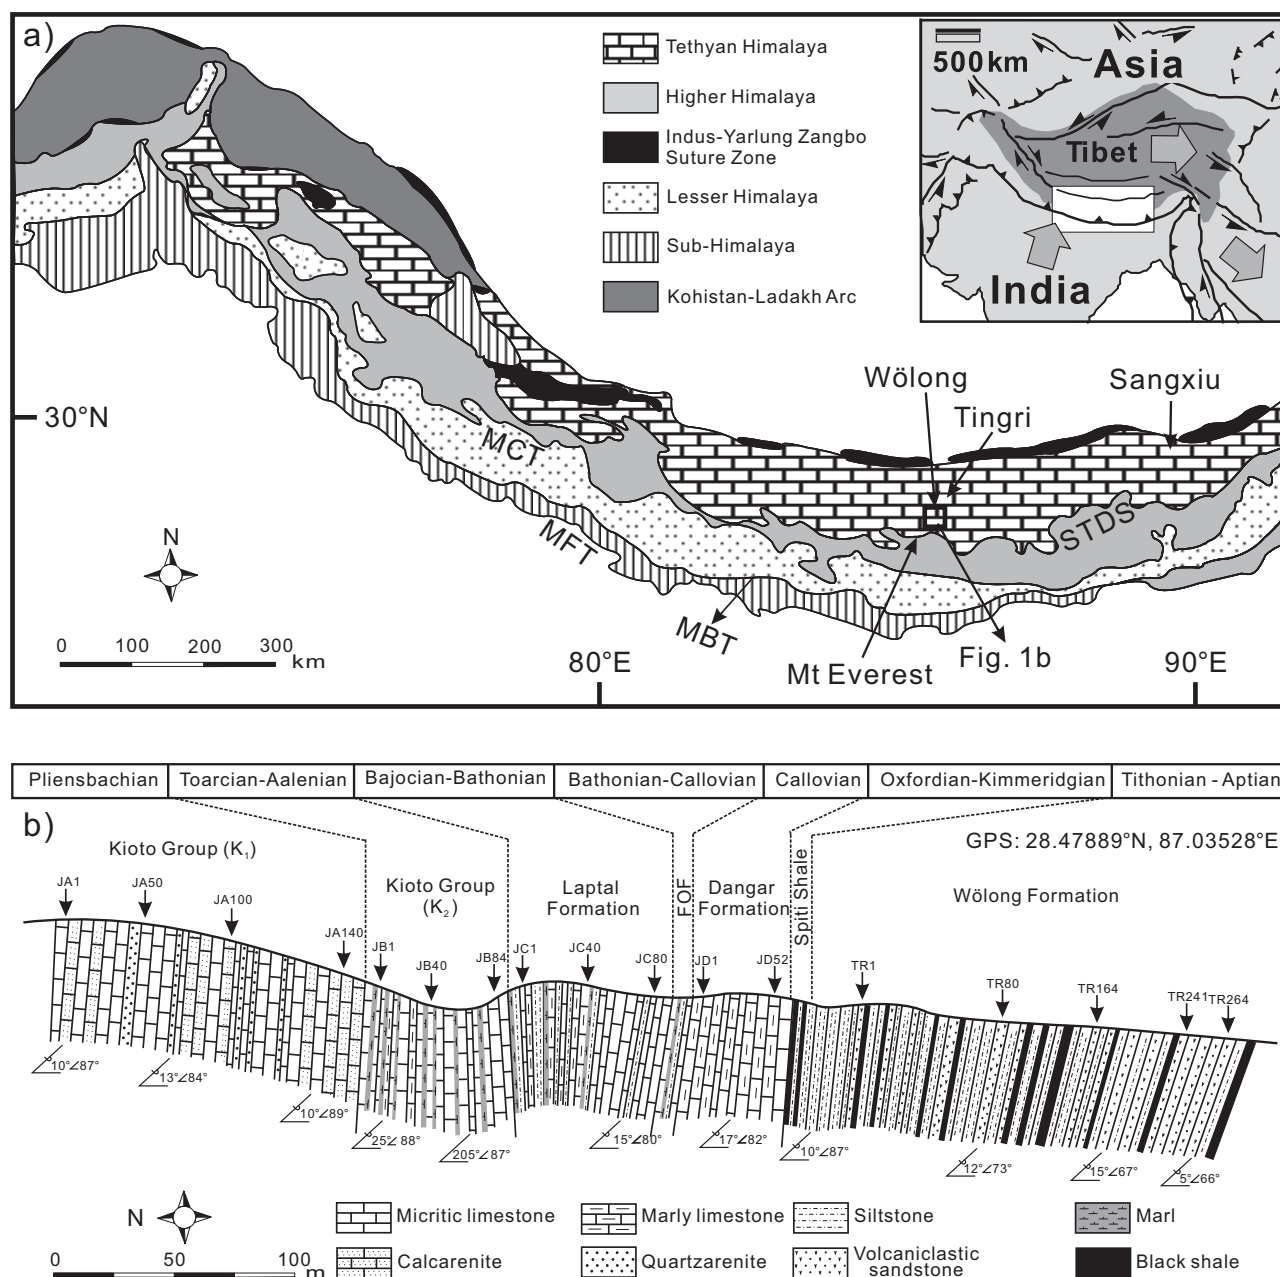 a)
Tethyan Himalaya
Higher Himalaya
Indus-Yarlung Zangbo
Suture Zone
Lesser Himalaya
Sub-Himalaya
Kohistan-Ladakh Arc
500km
Asia
Tibet
India
Wölong
Sangxiu
Tingri
30°N
MCT
STDS
MFT
MBT
N
0 100 200 300
km
80°E
Mt Everest
Fig. 1b
90°E
Pliensbachian
Toarcian-Aalenian
Bajocian-Bathonian
Bathonian-Callovian
Callovian
Oxfordian-Kimmeridgian
Tithonian - Aptian
b)
GPS: 28.47889°N, 87.03528°E
Kioto Group (K₁)
Kioto Group
(K₂)
Laptal
Formation
FOF
Dangar
Formation
Spiti Shale
Wölong Formation
JA1
JA50
JA100
JA140
JB1
JB40
JB84
JC1
JC40
JC80
JD1
JD52
TR1
TR80
TR164
TR241
TR264
10°∠87°
13°∠84°
10°∠89°
25°∠88°
205°∠87°
15°∠80°
17°∠82°
10°∠87°
12°∠73°
15°∠67°
5°∠66°
N
0 50 100
m
Micritic limestone
Marly limestone
Siltstone
Marl
Calcarenite
Quartzarenite
Volcaniclastic
sandstone
Black shale